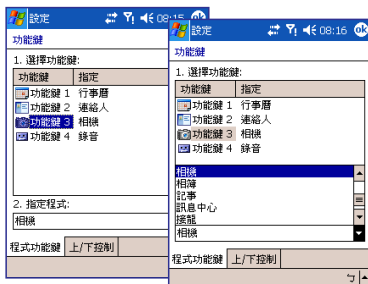 設定
08:15 ok
功能鍵
1. 選擇功能鍵:
功能鍵 指定
功能鍵 1 行事曆
功能鍵 2 連絡人
功能鍵 3 相機
功能鍵 4 錄音
2. 指定程式:
相機
程式功能鍵 上/下控制
設定 08:16 ok
功能鍵
1. 選擇功能鍵:
功能鍵 指定
功能鍵 1 行事曆
功能鍵 2 連絡人
功能鍵 3 相機
功能鍵 4 錄音
相機
相簿
記事
訊息中心
接龍
相機
程式功能鍵 上/下控制
ㄅ